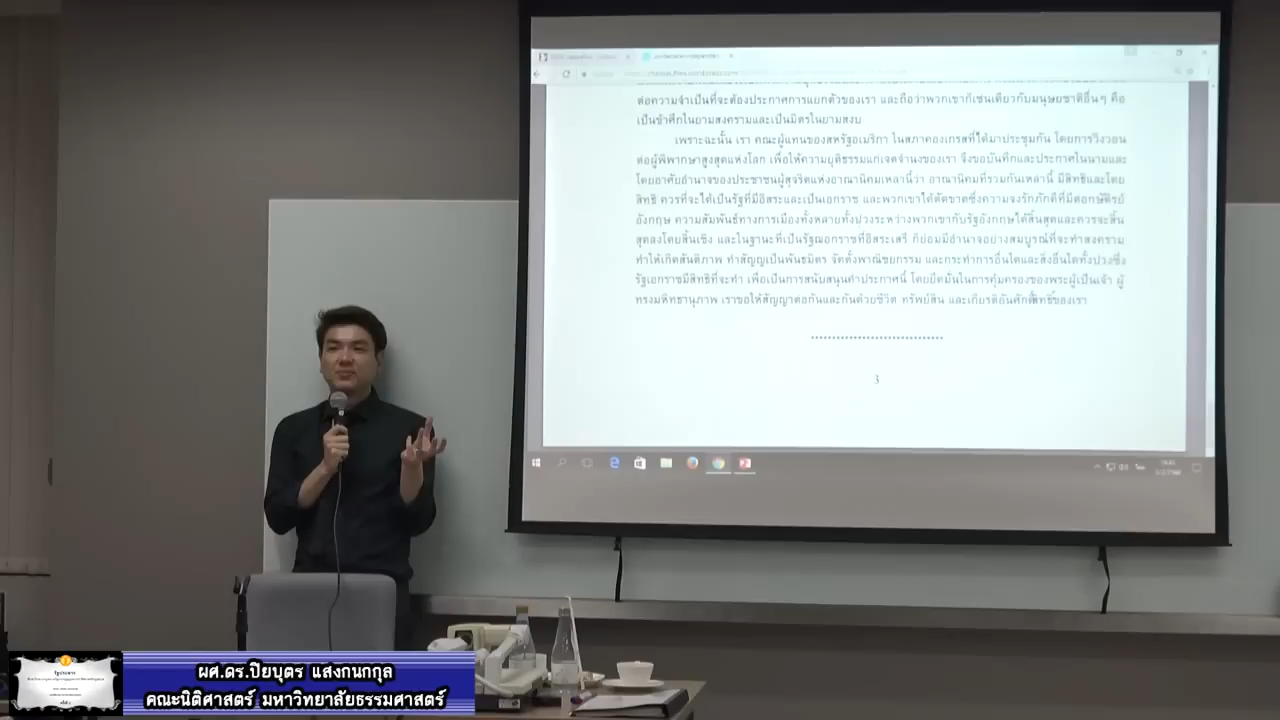 ต่อความจำเป็นที่จะต้องประกาศการแยกตัวของเรา และถือว่าพวกเขาก็เช่นเดียวกับมนุษยชาติอื่นๆ คือ
เป็นข้าศึกในยามสงครามและเป็นมิตรในยามสงบ
เพราะฉะนั้น เรา คณะผู้แทนของสหรัฐอเมริกา ในสภาคองเกรสที่ได้มาประชุมกัน โดยการวิงวอน
ต่อผู้พิพากษาสูงสุดแห่งโลก เพื่อให้ความยุติธรรมแก่เจตจำนงของเรา จึงขอบันทึกและประกาศในนามและ
โดยอาศัยอำนาจของประชาชนผู้สุจริตแห่งอาณานิคมเหล่านี้ว่า อาณานิคมที่รวมกันเหล่านี้ มีสิทธิและโดย
สิทธิ ควรที่จะได้เป็นรัฐที่มีอิสระและเป็นเอกราช และพวกเขาได้ตัดขาดซึ่งความจงรักภักดีที่มีต่อกษัตริย์
อังกฤษ ความสัมพันธ์ทางการเมืองทั้งหลายทั้งปวงระหว่างพวกเขากับรัฐอังกฤษได้สิ้นสุดและควรจะสิ้น
สุดลงโดยสิ้นเชิง และในฐานะที่เป็นรัฐเอกราชที่อิสระเสรี ก็ย่อมมีอำนาจอย่างสมบูรณ์ที่จะทำสงคราม
ทำให้เกิดสันติภาพ ทำสัญญาเป็นพันธมิตร จัดตั้งพาณิชยกรรม และกระทำการอื่นใดและสิ่งอื่นใดทั้งปวงซึ่ง
รัฐเอกราชมีสิทธิที่จะทำ เพื่อเป็นการสนับสนุนคำประกาศนี้ โดยยึดมั่นในการคุ้มครองของพระผู้เป็นเจ้า ผู้
ทรงมหิทธานุภาพ เราขอให้สัญญาต่อกันและกันด้วยชีวิต ทรัพย์สิน และเกียรติอันศักดิ์สิทธิ์ของเรา
3
รัฐประหาร
ผศ.ดร.ปิยบุตร แสงกนกกุล
คณะนิติศาสตร์ มหาวิทยาลัยธรรมศาสตร์